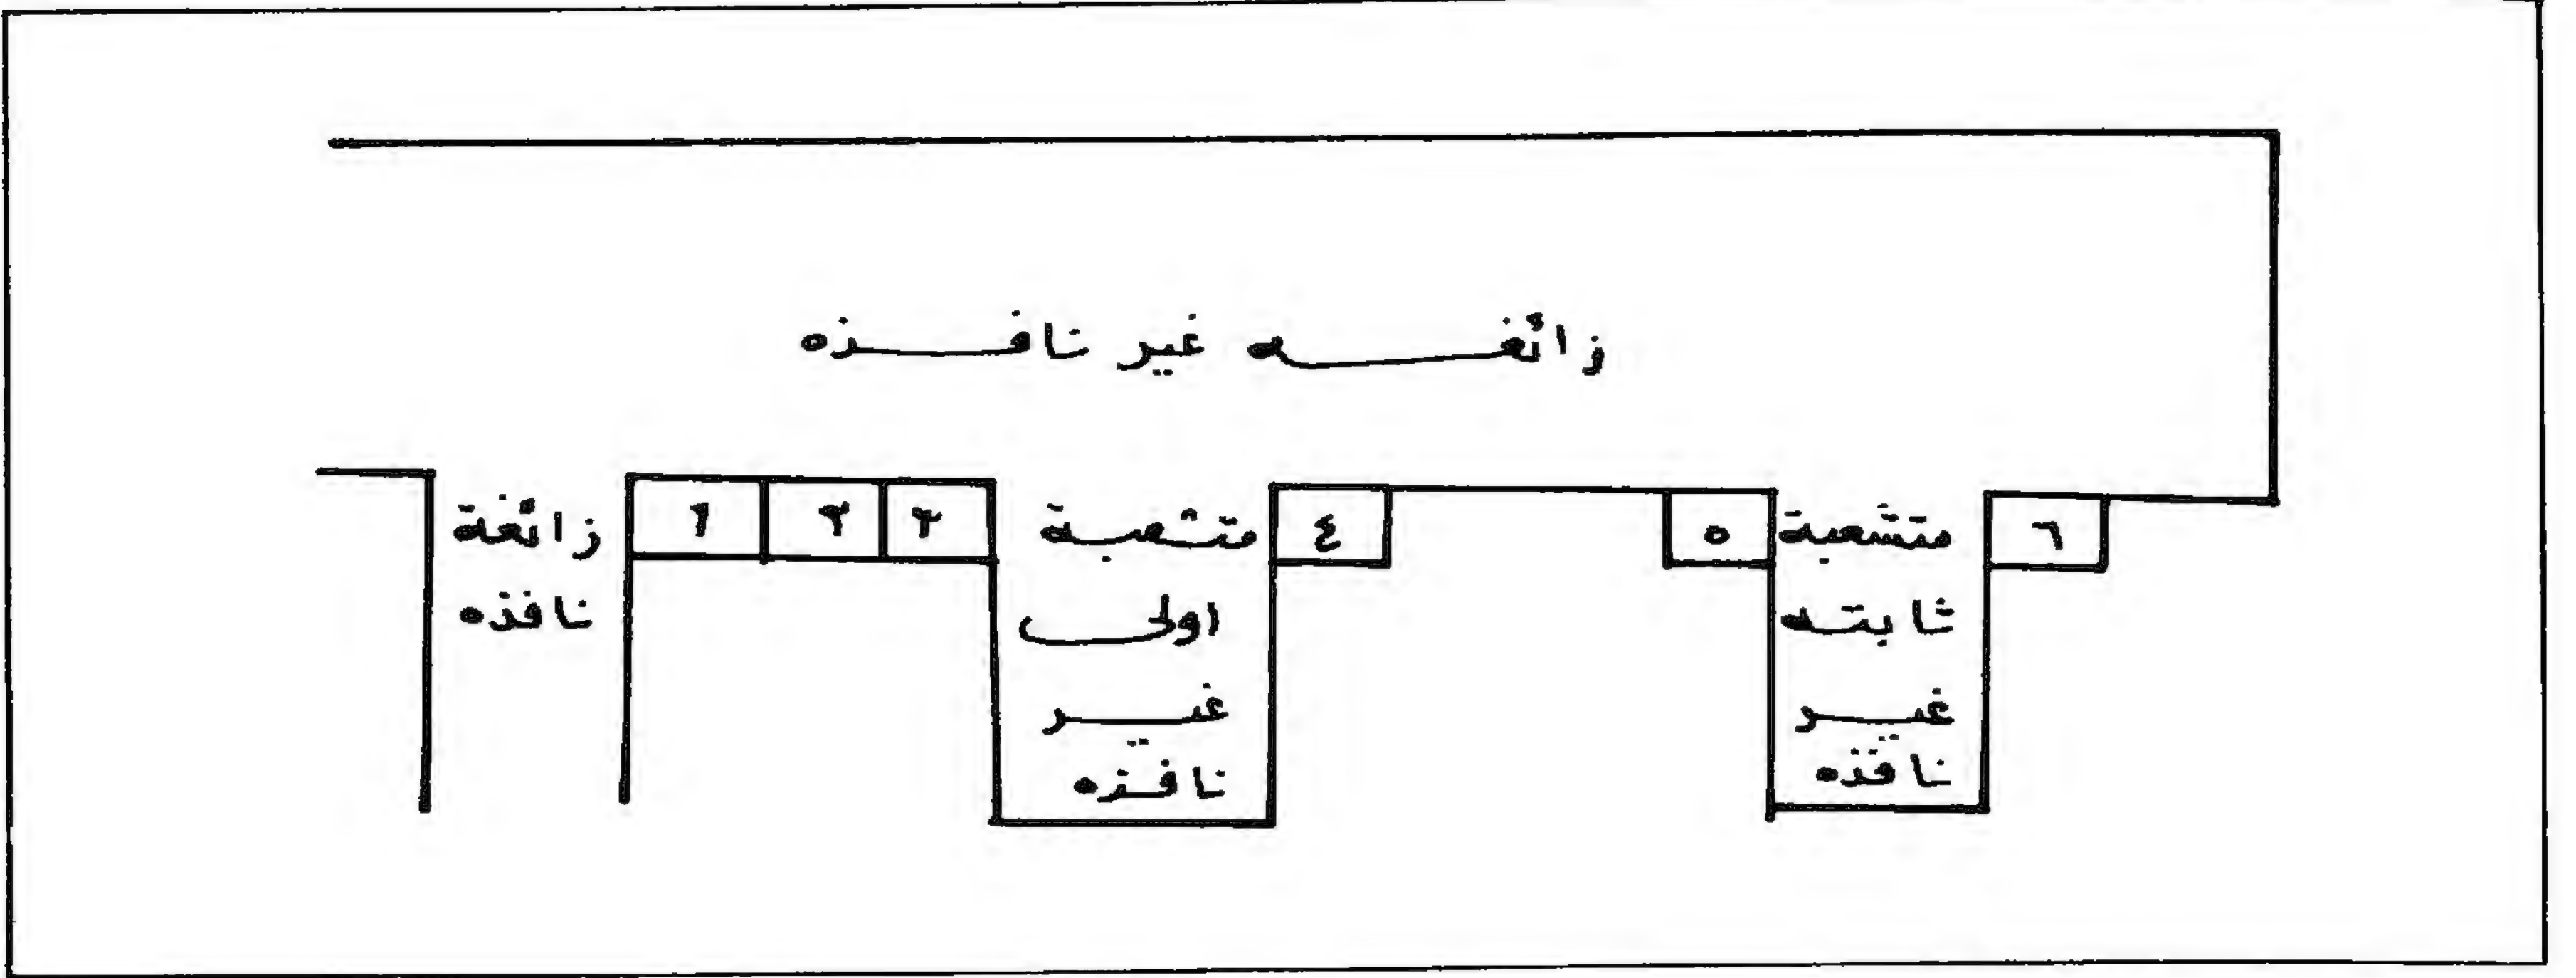 زائغه غير نافذه
٦
متشعبة
ثابته
غير
نافذه
٥
٤
متشعبة
اولى
غير
نافذه
٣
٢
١
زائغة
نافذه